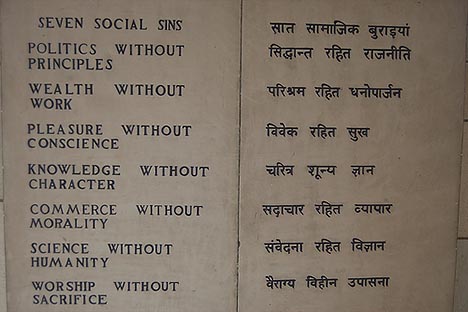 SEVEN SOCIAL SINS
POLITICS WITHOUT
PRINCIPLES
WEALTH WITHOUT
WORK
PLEASURE WITHOUT
CONSCIENCE
KNOWLEDGE WITHOUT
CHARACTER
COMMERCE WITHOUT
MORALITY
SCIENCE WITHOUT
HUMANITY
WORSHIP WITHOUT
SACRIFICE
सात सामाजिक बुराइयां
सिद्धान्त रहित राजनीति
परिश्रम रहित धनोपार्जन
विवेक रहित सुख
चरित्र शून्य ज्ञान
सदाचार रहित व्यापार
संवेदना रहित विज्ञान
वैराग्य विहीन उपासना